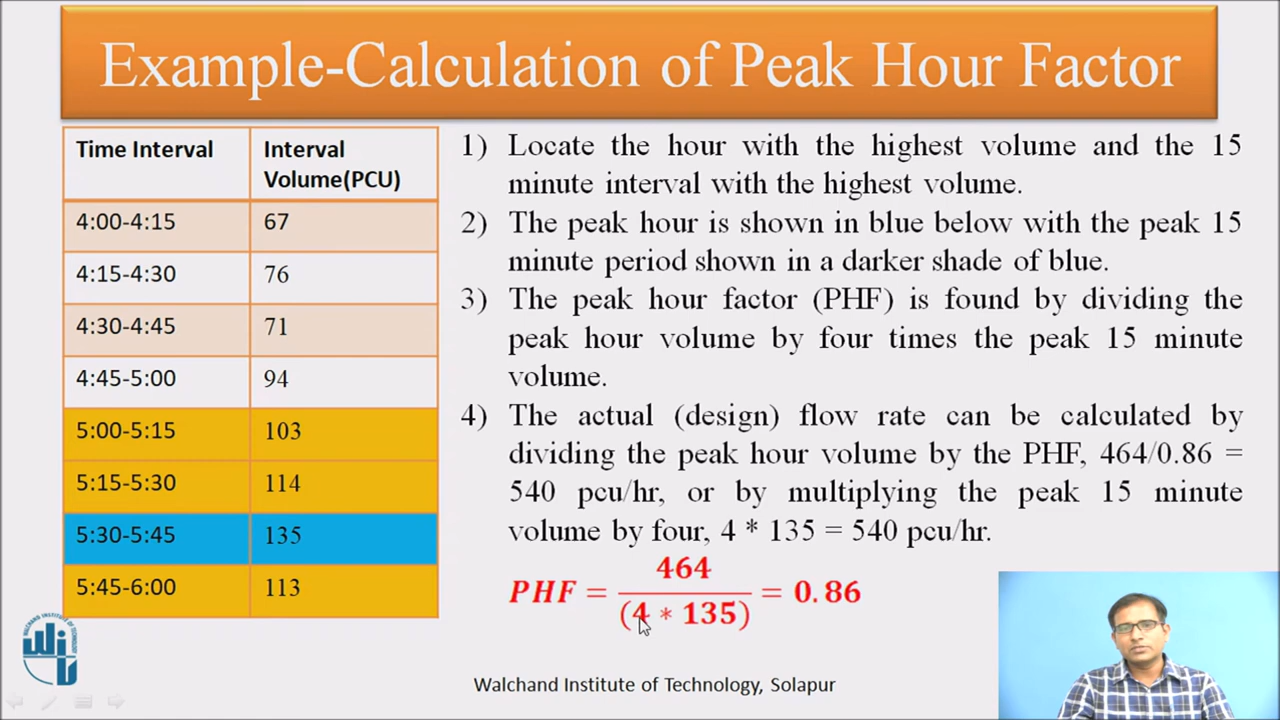 Example-Calculation of Peak Hour Factor
Time Interval Interval Volume(PCU)
4:00-4:15 67
4:15-4:30 76
4:30-4:45 71
4:45-5:00 94
5:00-5:15 103
5:15-5:30 114
5:30-5:45 135
5:45-6:00 113
1) Locate the hour with the highest volume and the 15
minute interval with the highest volume.
2) The peak hour is shown in blue below with the peak 15
minute period shown in a darker shade of blue.
3) The peak hour factor (PHF) is found by dividing the
peak hour volume by four times the peak 15 minute
volume.
4) The actual (design) flow rate can be calculated by
dividing the peak hour volume by the PHF, 464/0.86 =
540 pcu/hr, or by multiplying the peak 15 minute
volume by four, 4 * 135 = 540 pcu/hr.
PHF = 464 / (4 * 135) = 0.86
Walchand Institute of Technology, Solapur